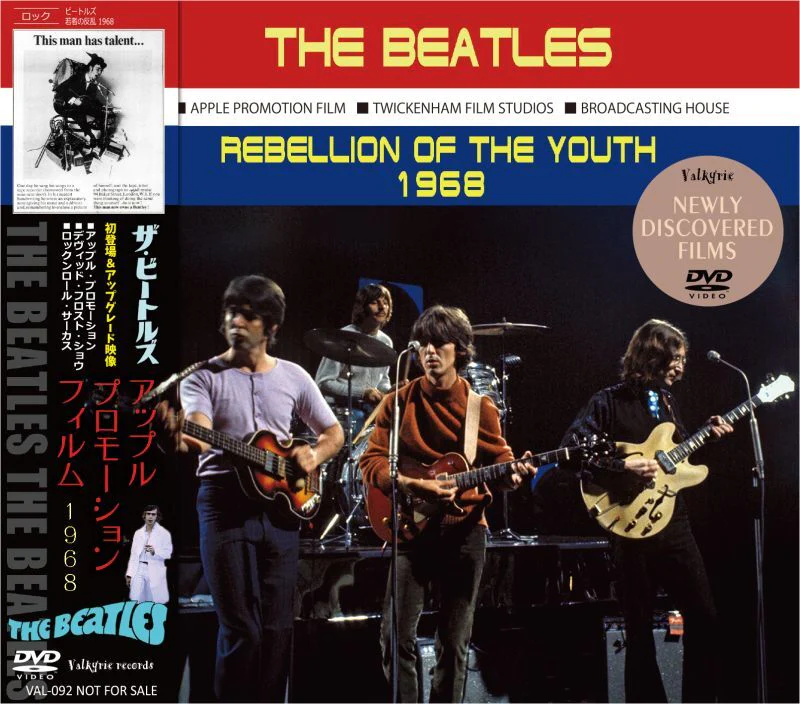 ロック
ビートルズ
若者の反乱 1968
This man has talent...
THE BEATLES
■ APPLE PROMOTION FILM ■ TWICKENHAM FILM STUDIOS ■ BROADCASTING HOUSE
REBELLION OF THE YOUTH
1968
Valkyrie
NEWLY
DISCOVERED
FILMS
DVD
VIDEO
ザ・ビートルズ
初登場&アップグレード映像
■アップル・プロモーション
■デヴィッド・フロスト・ショウ
■ロックンロール・サーカス
アップル
プロモーション
フィルム 1968
THE BEATLES THE BEATLES
THE BEATLES
DVD
VIDEO
Valkyrie records
VAL-092 NOT FOR SALE